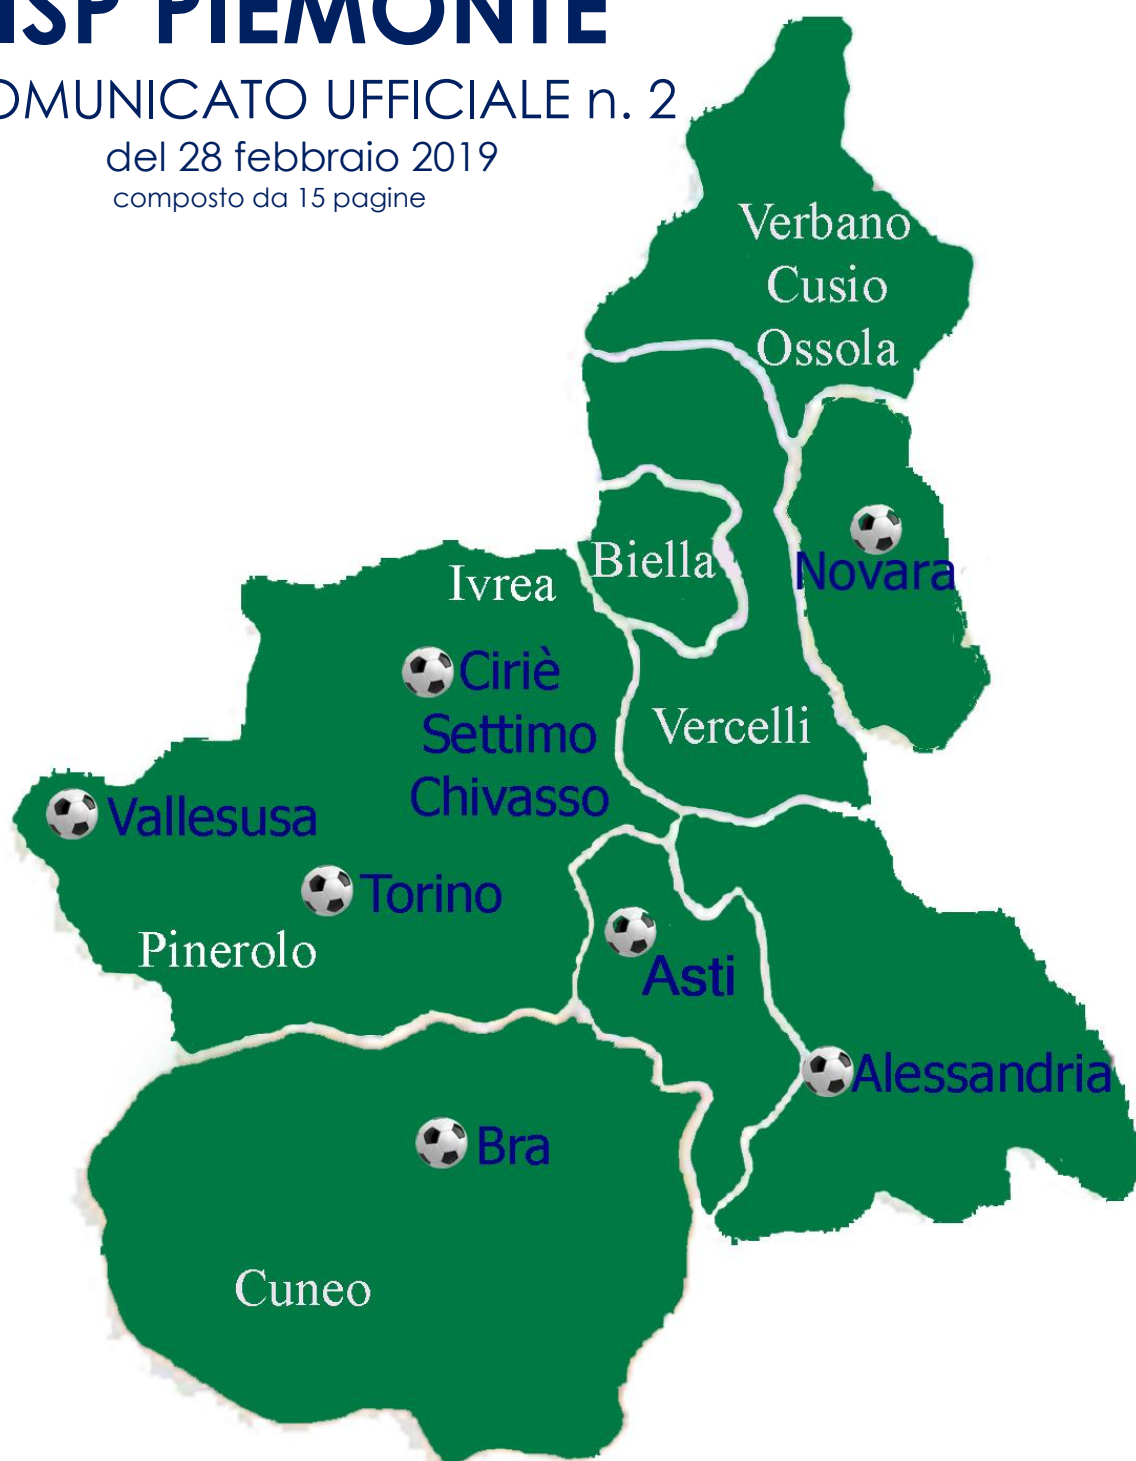 ISP PIEMONTE
OMUNICATO UFFICIALE n. 2
del 28 febbraio 2019
composto da 15 pagine
Verbano
Cusio
Ossola
Biella
Novara
Ivrea
Ciriè
Settimo
Chivasso
Vercelli
Vallesusa
Torino
Pinerolo
Asti
Alessandria
Bra
Cuneo